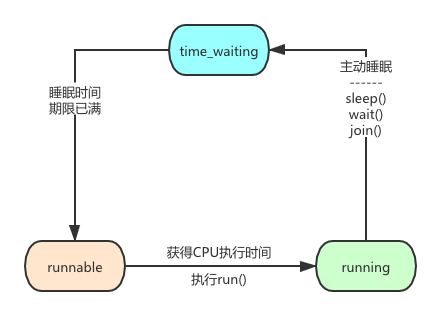 time_waiting
睡眠时间
期限已满
主动睡眠
------
sleep()
wait()
join()
runnable
获得CPU执行时间
执行run()
running